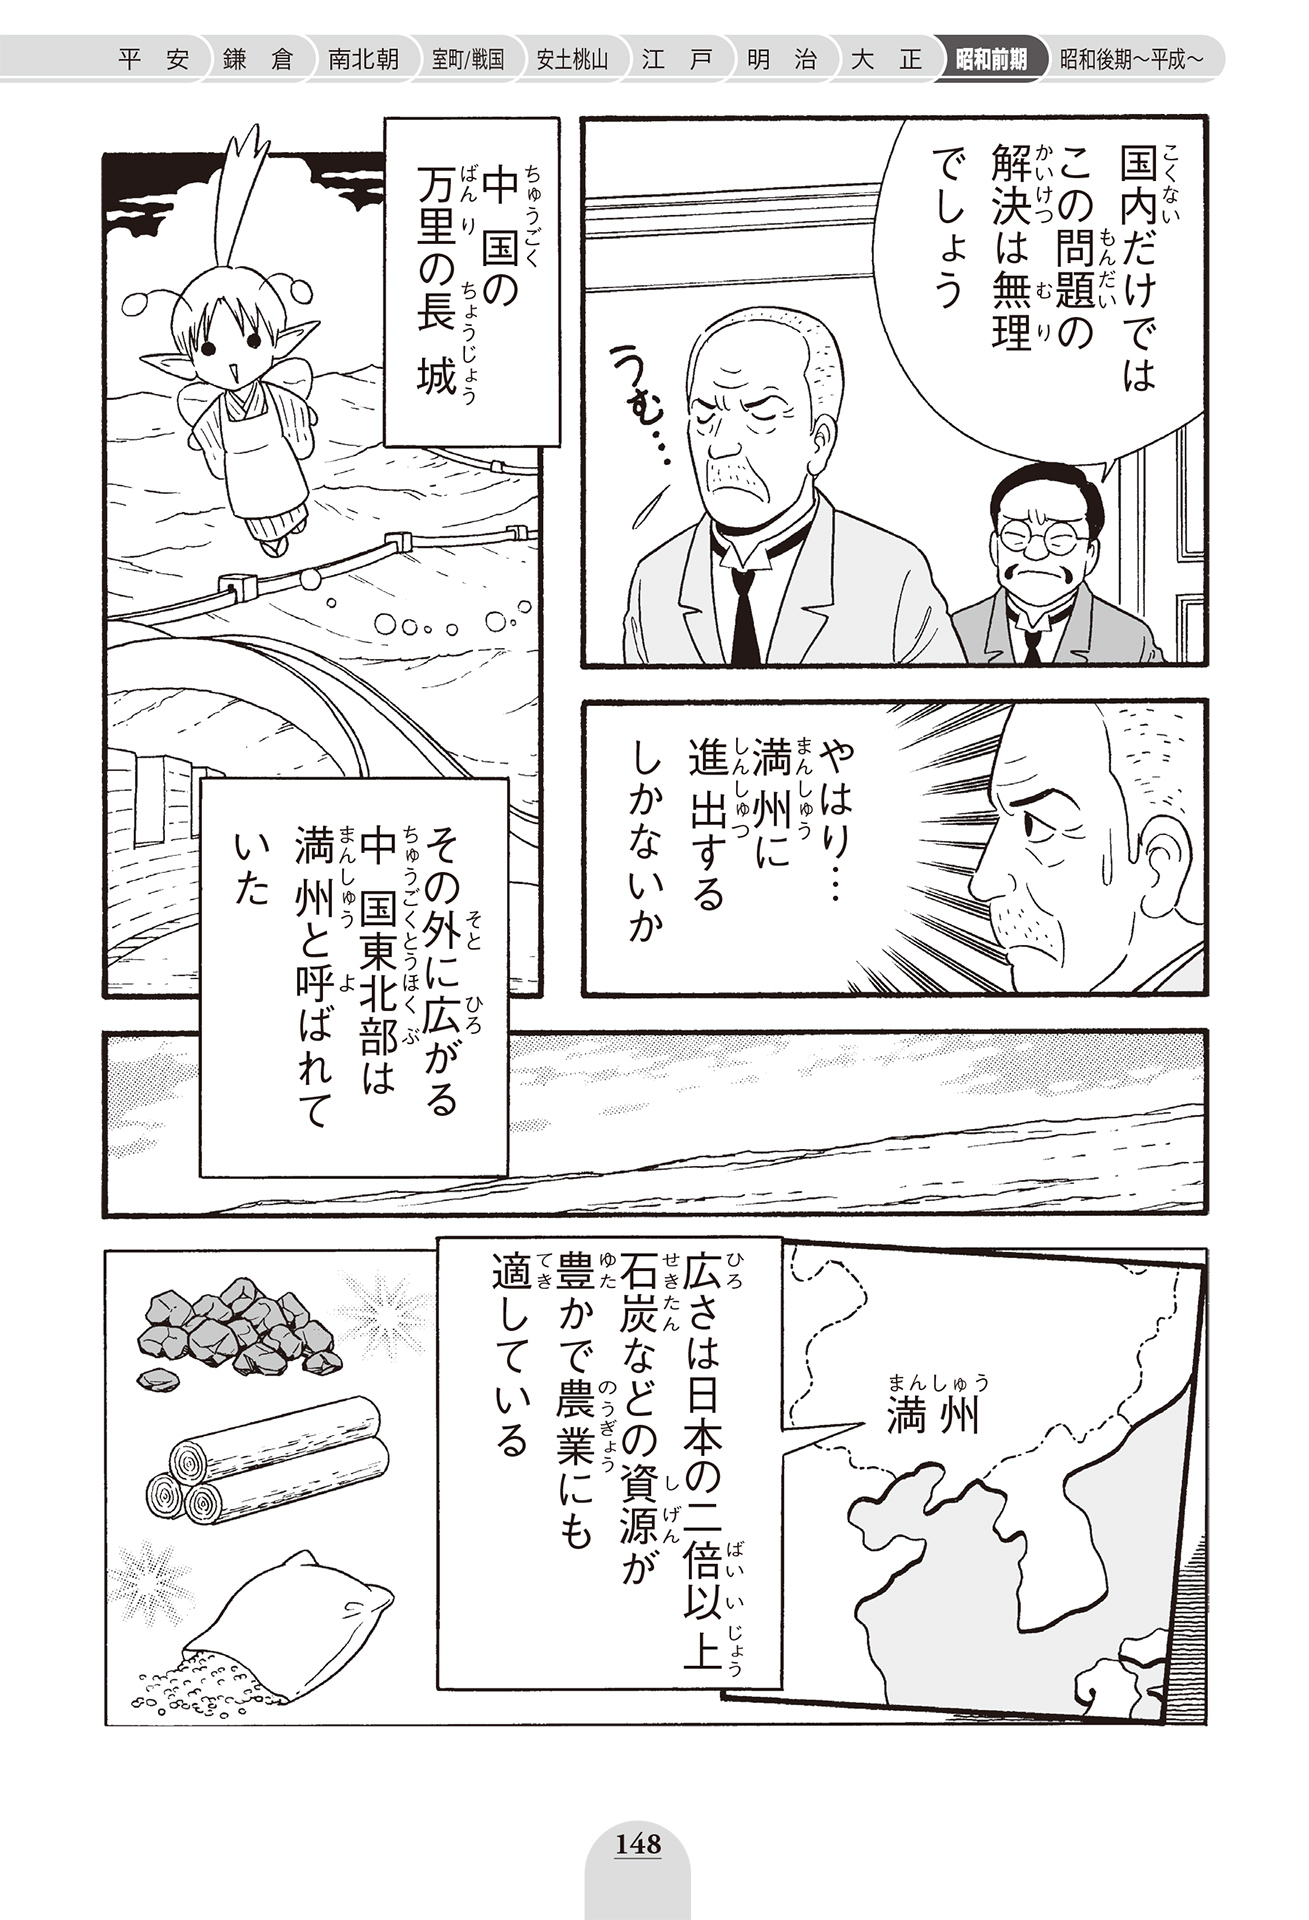 平安 鎌倉 南北朝 室町/戦国 安土桃山 江戸 明治 大正 昭和前期 昭和後期〜平成〜
国内だけでは
この問題の
解決は無理
でしょう
うむ…
やはり…
満州に
進出する
しかないか
中国の
万里の長城
その外に広がる
中国東北部は
満州と呼ばれて
いた
満州
広さは日本の二倍以上
石炭などの資源が
豊かで農業にも
適している
148